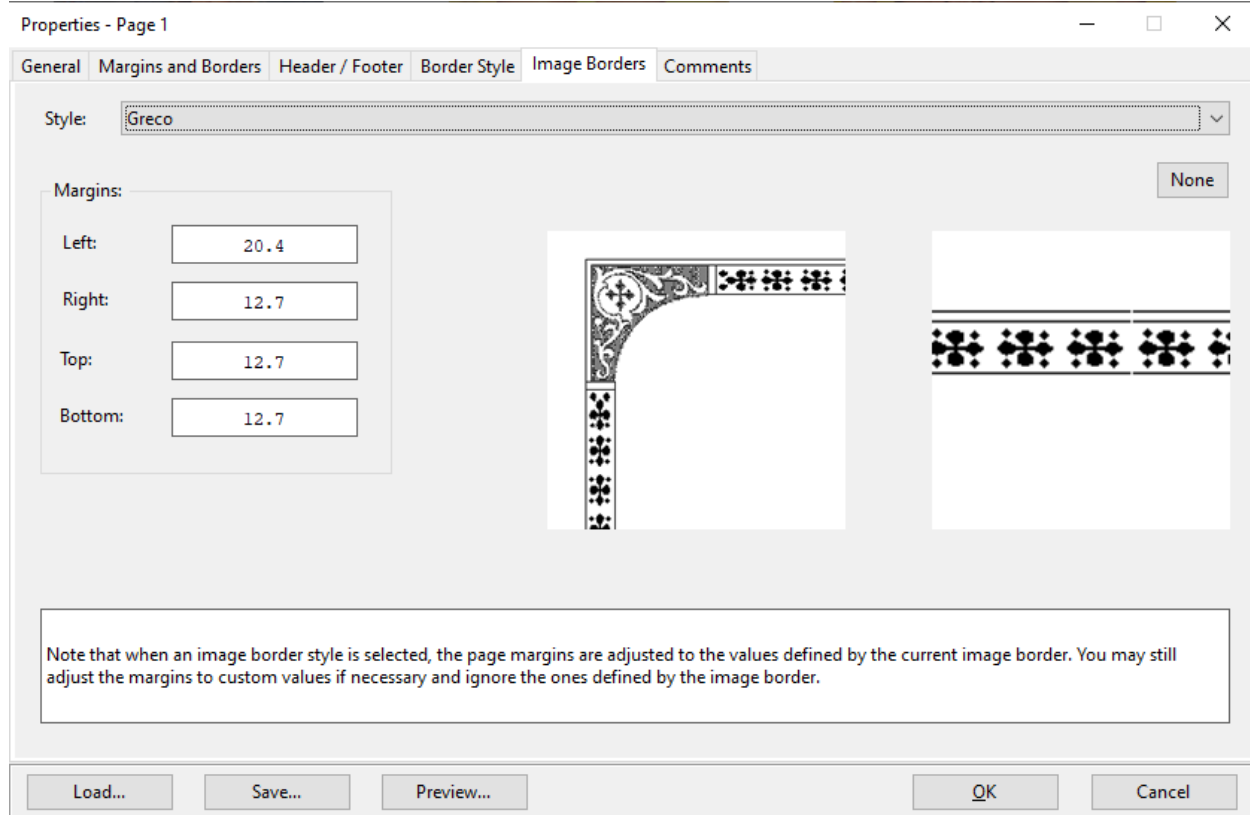 Properties - Page 1
General Margins and Borders Header / Footer Border Style Image Borders Comments
Style: Greco
None
Margins:
Left: 20.4
Right: 12.7
Top: 12.7
Bottom: 12.7
Note that when an image border style is selected, the page margins are adjusted to the values defined by the current image border. You may still
adjust the margins to custom values if necessary and ignore the ones defined by the image border.
Load... Save... Preview... OK Cancel